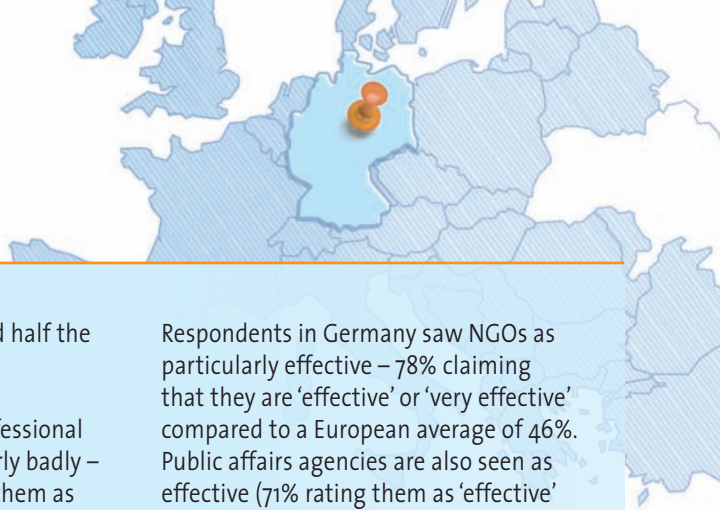 half the
rly badly –
them as
Respondents in Germany saw NGOs as
particularly effective – 78% claiming
that they are ‘effective’ or ‘very effective’
compared to a European average of 46%.
Public affairs agencies are also seen as
effective (71% rating them as ‘effective’